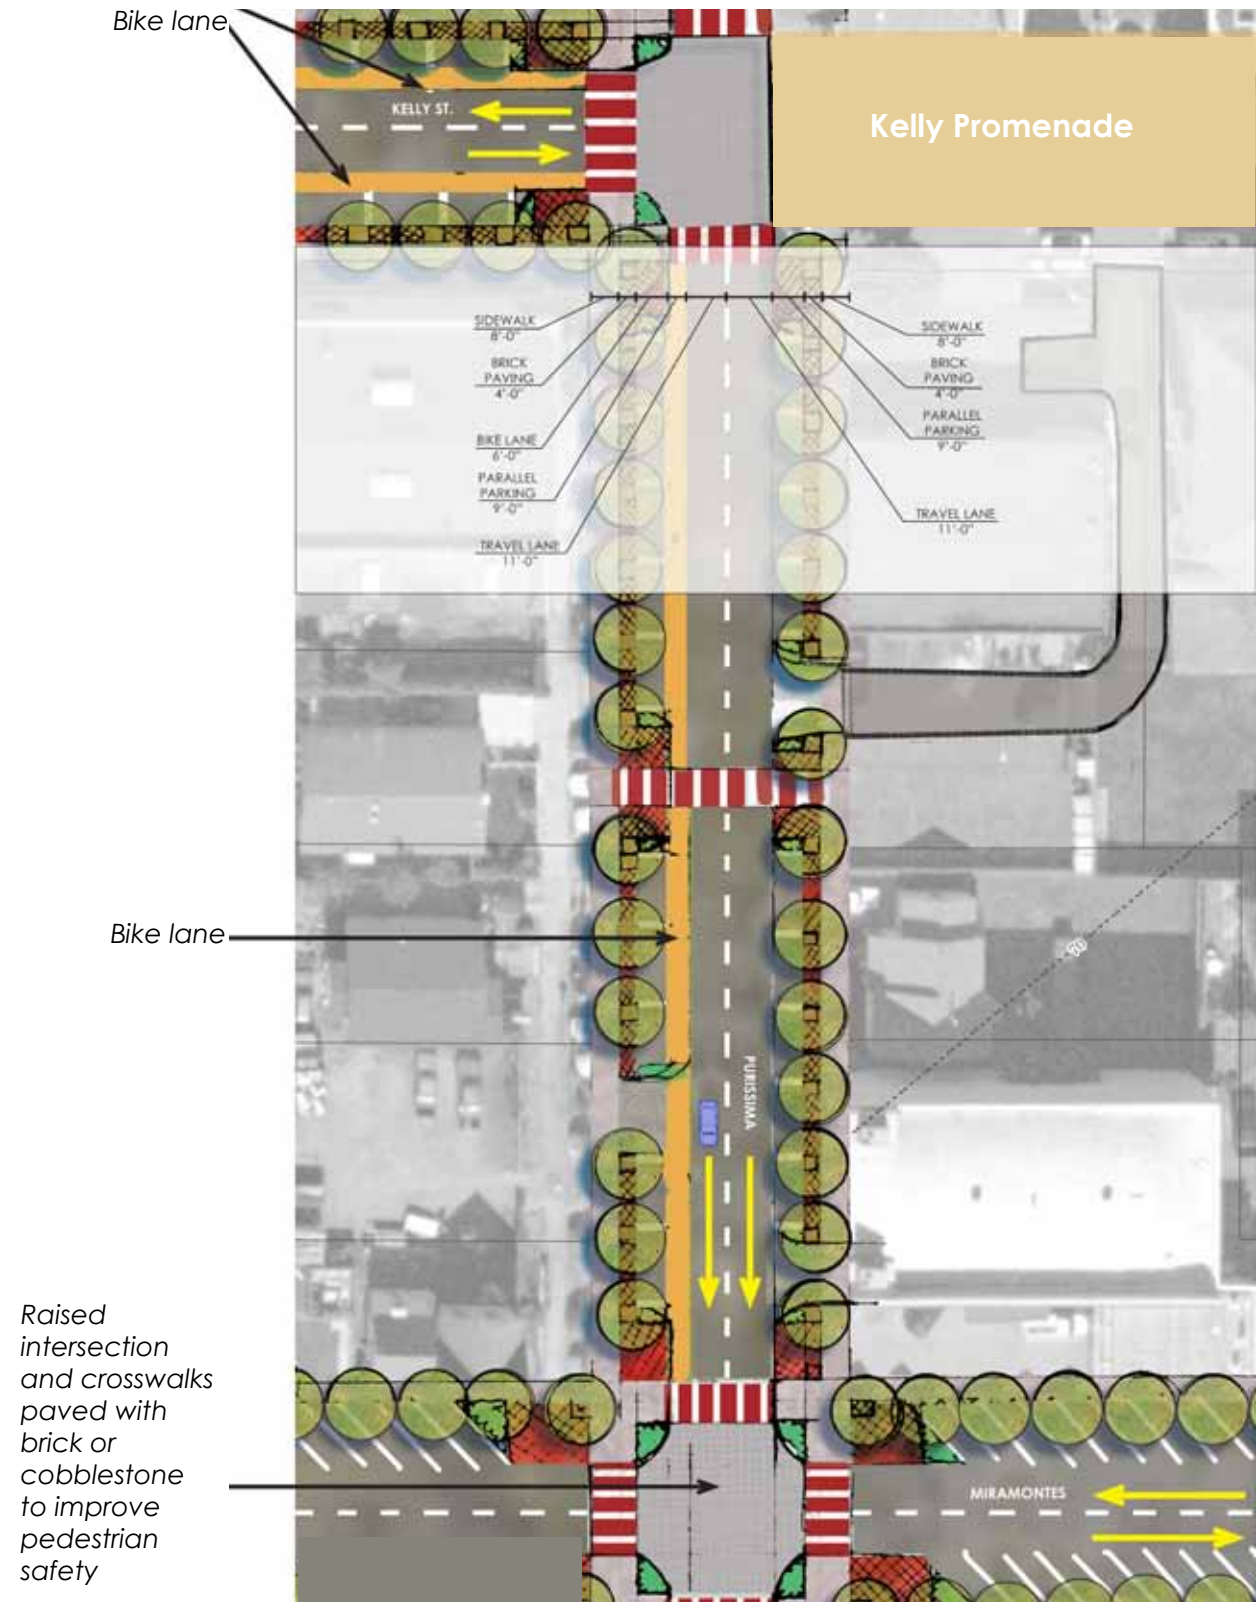 Bike lane
KELLY ST.
Kelly Promenade
SIDEWALK
8'-0"
BRICK
PAVING
4'-0"
BIKE LANE
6'-0"
PARALLEL
PARKING
9'-0"
TRAVEL LANE
11'-0"
SIDEWALK
8'-0"
BRICK
PAVING
4'-0"
PARALLEL
PARKING
9'-0"
TRAVEL LANE
11'-0"
Bike lane
PURISSIMA
Raised
intersection
and crosswalks
paved with
brick or
cobblestone
to improve
pedestrian
safety
MIRAMONTES